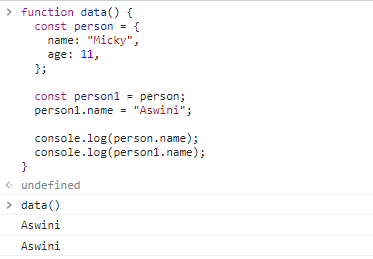 function data() {
  const person = {
    name: "Micky",
    age: 11,
  };

  const person1 = person;
  person1.name = "Aswini";

  console.log(person.name);
  console.log(person1.name);
}
undefined
data()
Aswini
Aswini